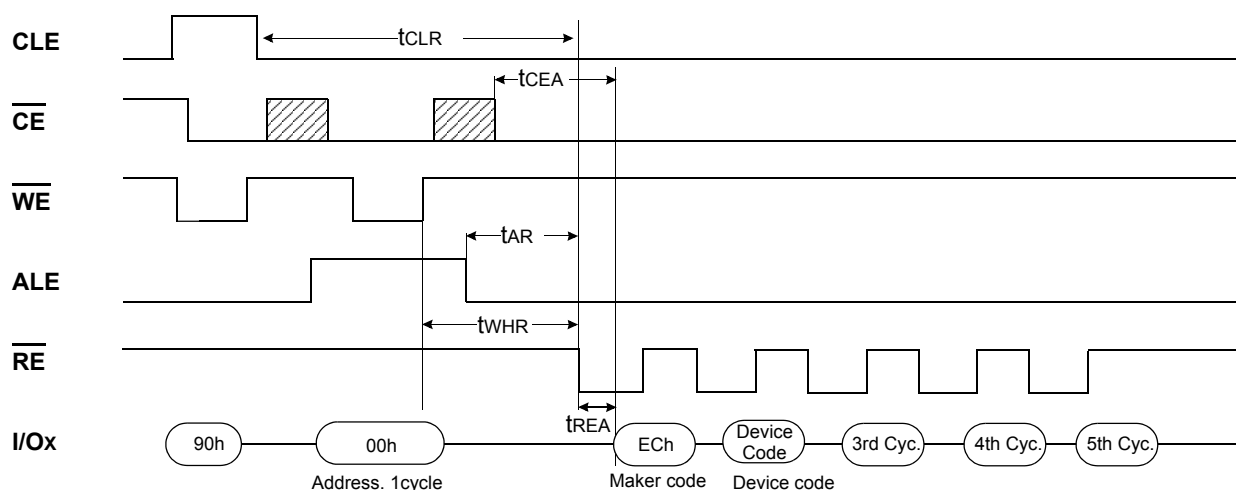 CLE
tCLR
tCEA
CE
WE
tAR
ALE
tWHR
RE
tREA
I/Ox
90h
00h
ECh
Device
Code
3rd Cyc.
4th Cyc.
5th Cyc.
Address. 1cycle
Maker code
Device code